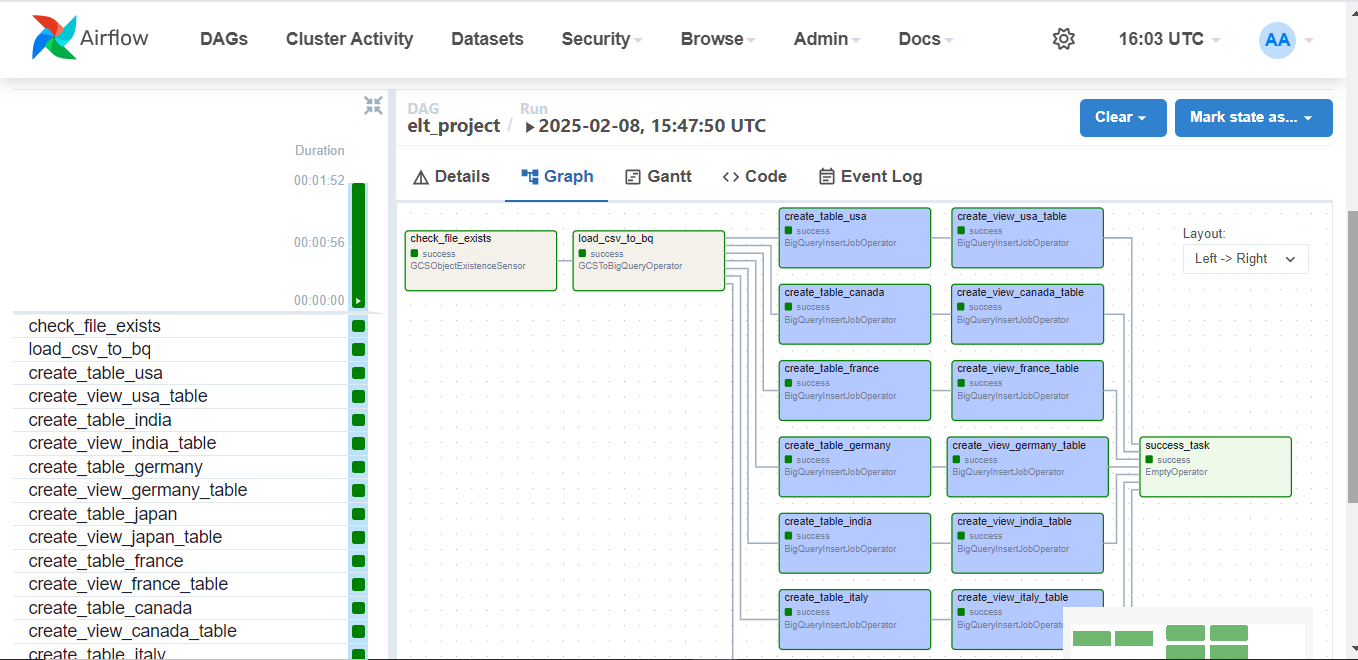 Airflow
DAGs
Cluster Activity
Datasets
Security
Browse
Admin
Docs
16:03 UTC
AA
Duration
00:01:52
00:00:56
00:00:00
check_file_exists
load_csv_to_bq
create_table_usa
create_view_usa_table
create_table_india
create_view_india_table
create_table_germany
create_view_germany_table
create_table_japan
create_view_japan_table
create_table_france
create_view_france_table
create_table_canada
create_view_canada_table
create_table_italy
DAG
elt_project
/
Run
2025-02-08, 15:47:50 UTC
Clear
Mark state as...
Details
Graph
Gantt
Code
Event Log
check_file_exists
success
GCSObjectExistenceSensor
load_csv_to_bq
success
GCSToBigQueryOperator
create_table_usa
success
BigQueryInsertJobOperator
create_view_usa_table
success
BigQueryInsertJobOperator
create_table_canada
success
BigQueryInsertJobOperator
create_view_canada_table
success
BigQueryInsertJobOperator
create_table_france
success
BigQueryInsertJobOperator
create_view_france_table
success
BigQueryInsertJobOperator
create_table_germany
success
BigQueryInsertJobOperator
create_view_germany_table
success
BigQueryInsertJobOperator
create_table_india
success
BigQueryInsertJobOperator
create_view_india_table
success
BigQueryInsertJobOperator
create_table_italy
success
BigQueryInsertJobOperator
create_view_italy_table
success
BigQueryInsertJobO
success_task
success
EmptyOperator
Layout:
Left -> Right